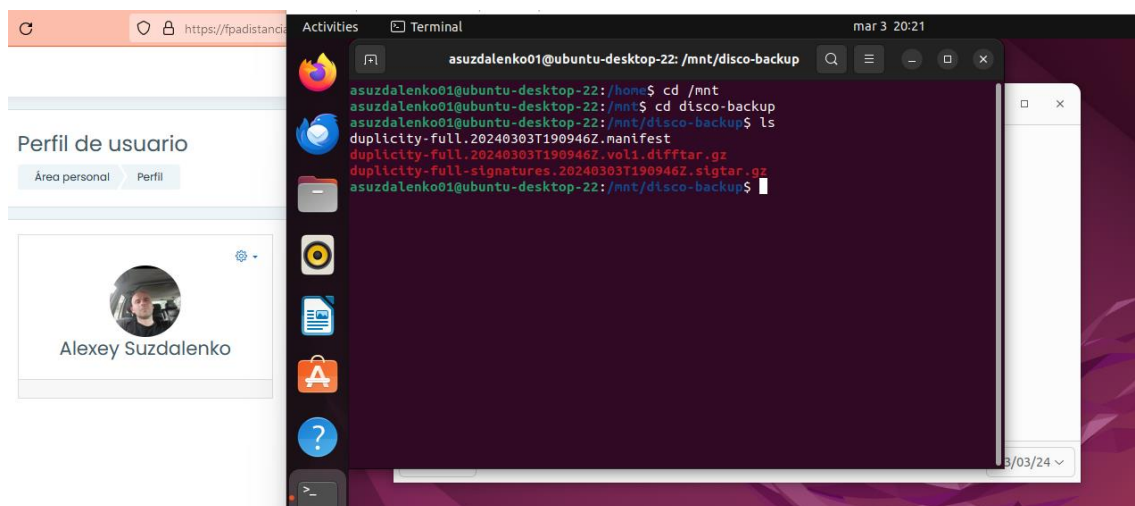 https://fpadistancia
Perfil de usuario
Área personal
Perfil
Alexey Suzdalenko
Activities
Terminal
mar 3 20:21
asuzdalenko01@ubuntu-desktop-22: /mnt/disco-backup
asuzdalenko01@ubuntu-desktop-22:/home$ cd /mnt
asuzdalenko01@ubuntu-desktop-22:/mnt$ cd disco-backup
asuzdalenko01@ubuntu-desktop-22:/mnt/disco-backup$ ls
duplicity-full.20240303T190946Z.manifest
duplicity-full.20240303T190946Z.vol1.difftar.gz
duplicity-full-signatures.20240303T190946Z.sigtar.gz
asuzdalenko01@ubuntu-desktop-22:/mnt/disco-backup$
3/03/24